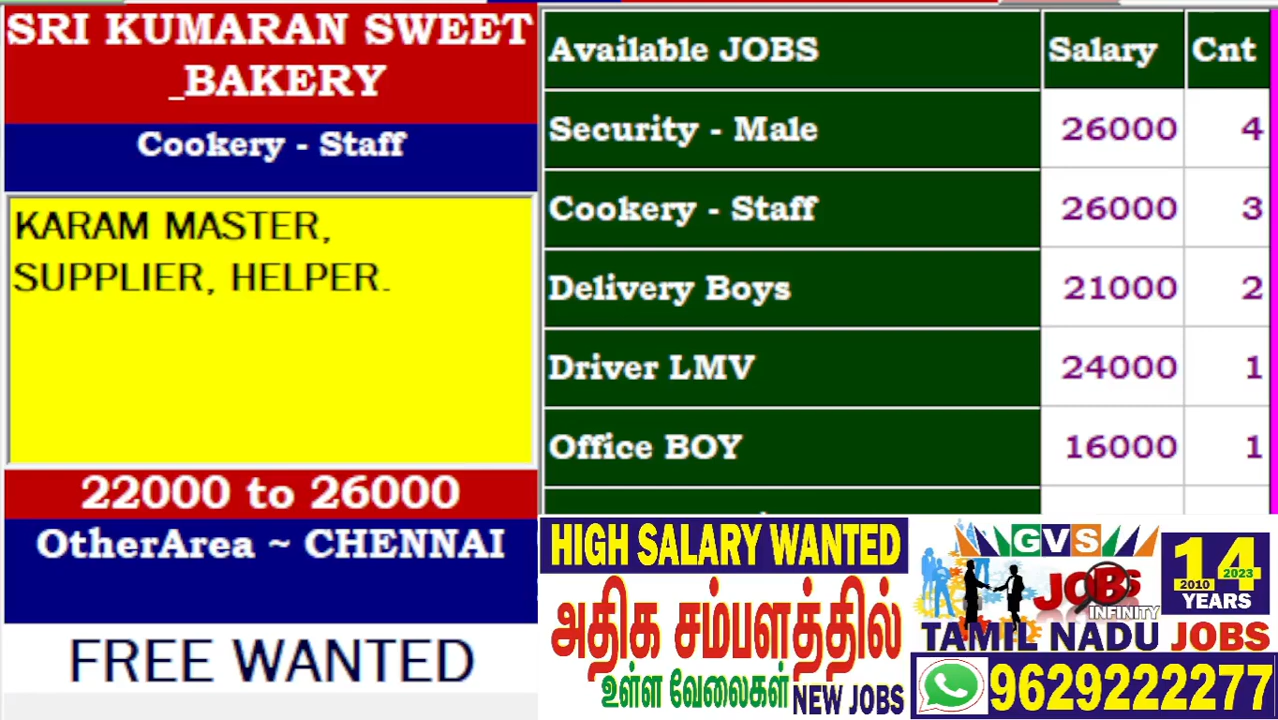 SRI KUMARAN SWEET
_BAKERY
Cookery - Staff
KARAM MASTER,
SUPPLIER, HELPER.
22000 to 26000
OtherArea ~ CHENNAI
FREE WANTED
Available JOBS Salary Cnt
Security - Male 26000 4
Cookery - Staff 26000 3
Delivery Boys 21000 2
Driver LMV 24000 1
Office BOY 16000 1
HIGH SALARY WANTED
அதிக சம்பளத்தில்
உள்ள வேலைகள் NEW JOBS
GVS
JOBS
INFINITY
14
2010 2023
YEARS
TAMIL NADU JOBS
9629222277